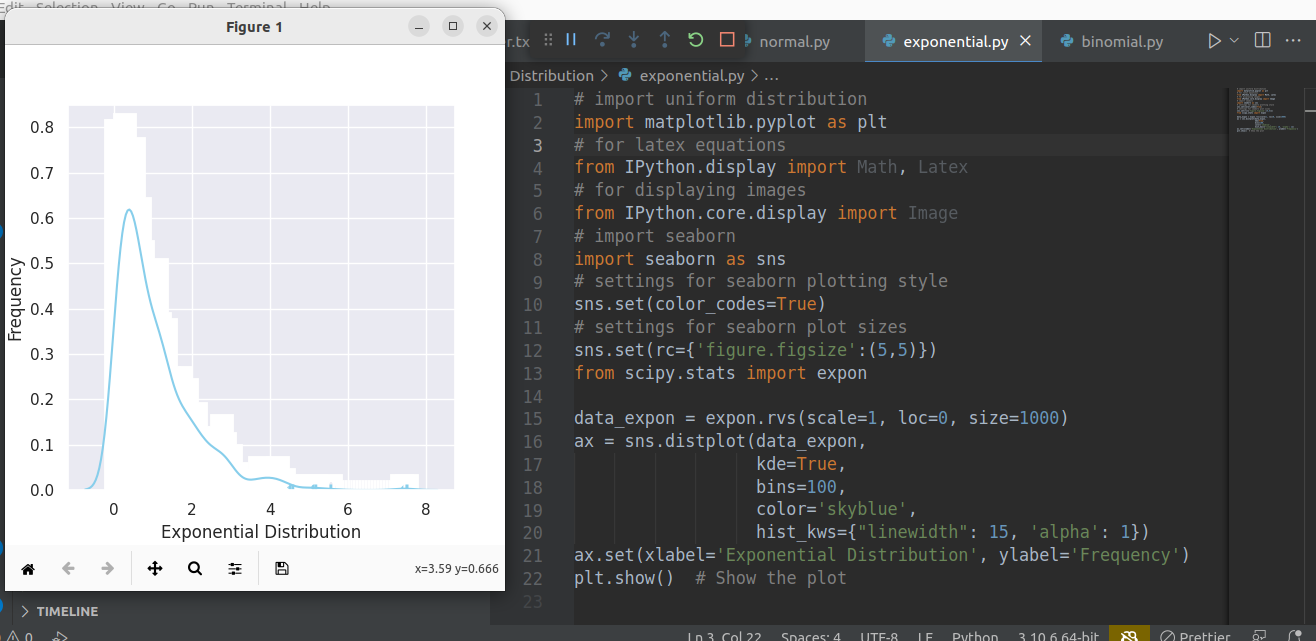 Edit Selection View Go Run Terminal Help
Figure 1
r.tx
normal.py
exponential.py
binomial.py
Distribution > exponential.py > ...
0.8
0.7
0.6
0.5
0.4
0.3
0.2
0.1
0.0
Frequency
0 2 4 6 8
Exponential Distribution
x=3.59 y=0.666
1 # import uniform distribution
2 import matplotlib.pyplot as plt
3 # for latex equations
4 from IPython.display import Math, Latex
5 # for displaying images
6 from IPython.core.display import Image
7 # import seaborn
8 import seaborn as sns
9 # settings for seaborn plotting style
10 sns.set(color_codes=True)
11 # settings for seaborn plot sizes
12 sns.set(rc={'figure.figsize':(5,5)})
13 from scipy.stats import expon
14
15 data_expon = expon.rvs(scale=1, loc=0, size=1000)
16 ax = sns.distplot(data_expon,
17 kde=True,
18 bins=100,
19 color='skyblue',
20 hist_kws={"linewidth": 15, 'alpha': 1})
21 ax.set(xlabel='Exponential Distribution', ylabel='Frequency')
22 plt.show()  # Show the plot
23
TIMELINE
0
Ln 3, Col 22 Spaces: 4 UTF-8 LF Python 3.10.6 64-bit Prettier